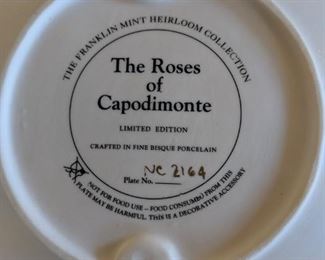 THE FRANKLIN MINT HEIRLOOM COLLECTION
The Roses
of
Capodimonte
LIMITED EDITION
CRAFTED IN FINE BISQUE PORCELAIN
Plate No. NC 2164
NOT FOR FOOD USE – FOOD CONSUMED FROM THIS
PLATE MAY BE HARMFUL. THIS IS A DECORATIVE ACCESSORY